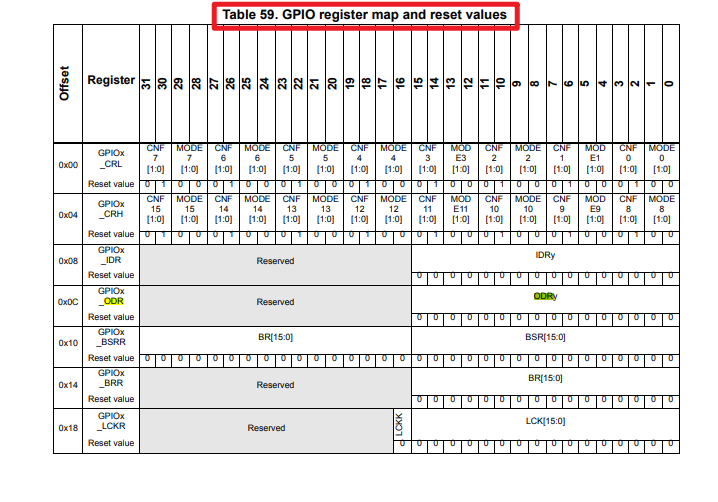 Table 59. GPIO register map and reset values
Offset Register 31 30 29 28 27 26 25 24 23 22 21 20 19 18 17 16 15 14 13 12 11 10 9 8 7 6 5 4 3 2 1 0
0x00
GPIOx
_CRL
CNF MODE CNF MODE CNF MODE CNF MODE CNF MOD CNF MODE CNF MOD CNF MODE
7 7 6 6 5 5 4 4 3 E3 2 2 1 E1 0 0
[1:0] [1:0] [1:0] [1:0] [1:0] [1:0] [1:0] [1:0] [1:0] [1:0] [1:0] [1:0] [1:0] [1:0] [1:0] [1:0]
Reset value 0 1 0 0 0 1 0 0 0 1 0 0 0 1 0 0 0 1 0 0 0 1 0 0 0 1 0 0 0 1 0 0
0x04
GPIOx
_CRH
CNF MODE CNF MODE CNF MODE CNF MODE CNF MOD CNF MODE CNF MOD CNF MODE
15 15 14 14 13 13 12 12 11 E11 10 10 9 E9 8 8
[1:0] [1:0] [1:0] [1:0] [1:0] [1:0] [1:0] [1:0] [1:0] [1:0] [1:0] [1:0] [1:0] [1:0] [1:0] [1:0]
Reset value 0 1 0 0 0 1 0 0 0 1 0 0 0 1 0 0 0 1 0 0 0 1 0 0 0 1 0 0 0 1 0 0
0x08
GPIOx
_IDR
Reserved
IDRy
Reset value 0 0 0 0 0 0 0 0 0 0 0 0 0 0 0 0
0x0C
GPIOx
_ODR
Reserved
ODRy
Reset value 0 0 0 0 0 0 0 0 0 0 0 0 0 0 0 0
0x10
GPIOx
_BSRR
BR[15:0] BSR[15:0]
Reset value 0 0 0 0 0 0 0 0 0 0 0 0 0 0 0 0 0 0 0 0 0 0 0 0 0 0 0 0 0 0 0 0
0x14
GPIOx
_BRR
Reserved
BR[15:0]
Reset value 0 0 0 0 0 0 0 0 0 0 0 0 0 0 0 0
0x18
GPIOx
_LCKR
Reserved
LCKK
LCK[15:0]
Reset value 0 0 0 0 0 0 0 0 0 0 0 0 0 0 0 0 0